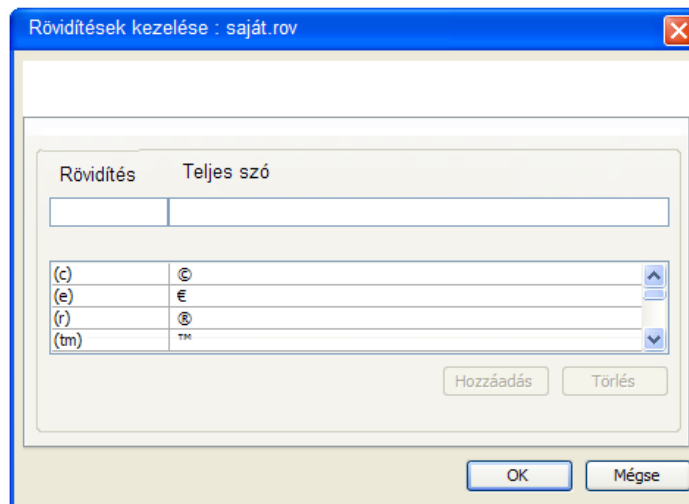 Rövidítések kezelése : saját.rov
Rövidítés Teljes szó
(c) ©
(e) €
(r) ®
(tm) ™
Hozzáadás Törlés
OK Mégse